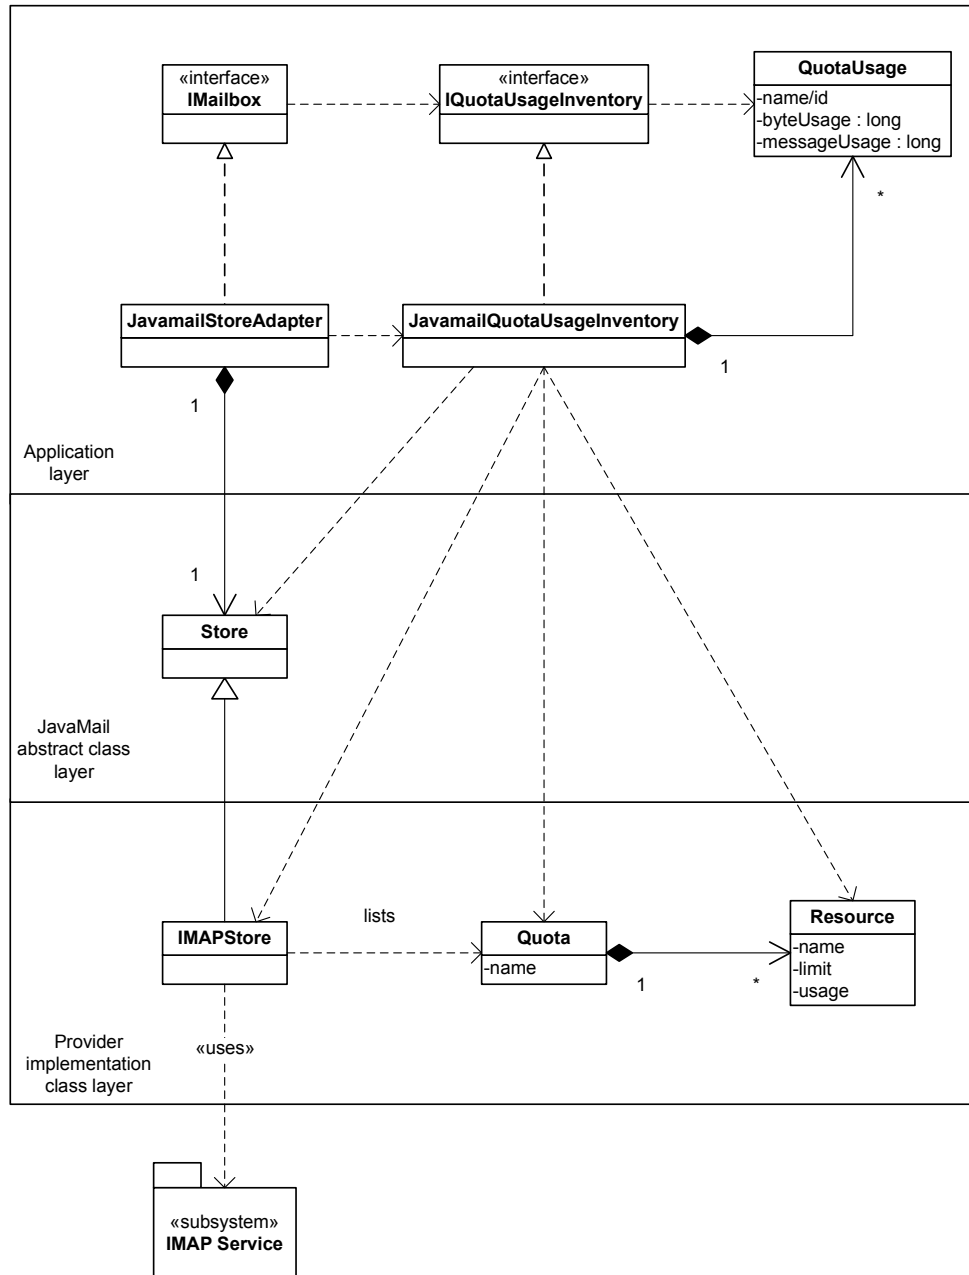 «interface»
IMailbox
«interface»
IQuotaUsageInventory
QuotaUsage
-name/id
-byteUsage : long
-messageUsage : long
*
JavamailStoreAdapter
JavamailQuotaUsageInventory
1
1
Application
layer
1
Store
JavaMail
abstract class
layer
IMAPStore
lists
Quota
-name
1
*
Resource
-name
-limit
-usage
«uses»
Provider
implementation
class layer
«subsystem»
IMAP Service